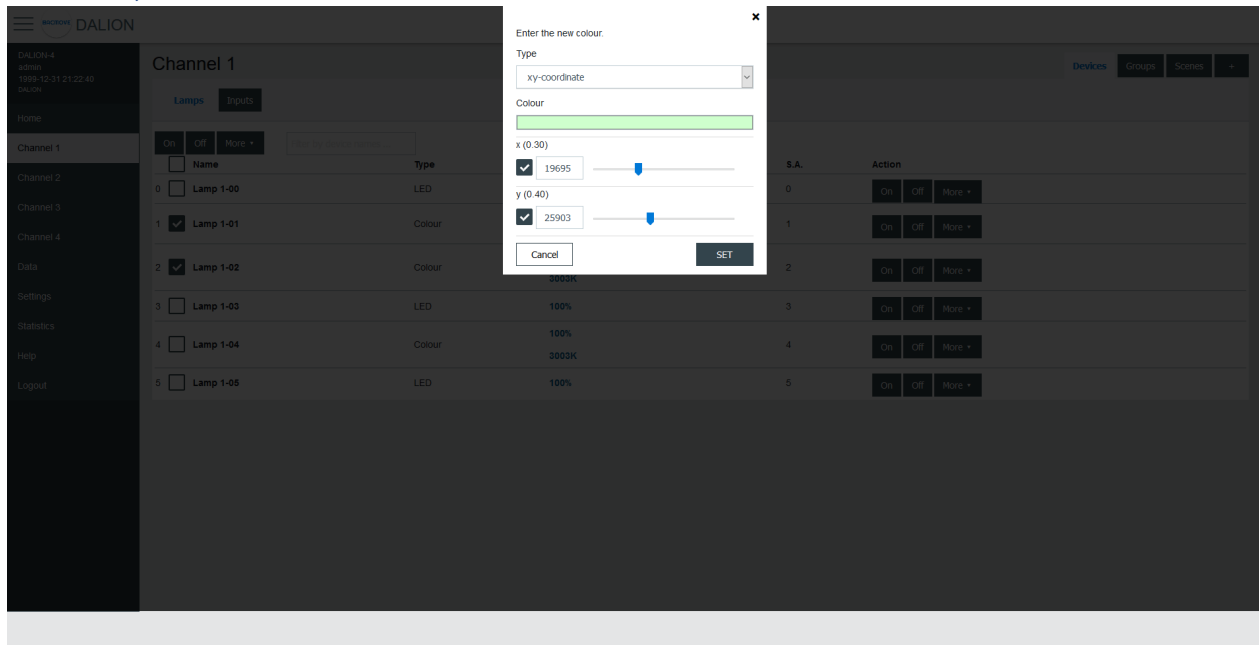 DALION
DALION-4
admin
1999-12-31 21:22:40
DALION
Home
Channel 1
Channel 2
Channel 3
Channel 4
Data
Settings
Statistics
Help
Logout
Channel 1
Devices Groups Scenes +
Lamps Inputs
On Off More
Name Type S.A. Action
0 Lamp 1-00 LED 0 On Off More
1 Lamp 1-01 Colour 1 On Off More
2 Lamp 1-02 Colour 3003K 2 On Off More
3 Lamp 1-03 LED 100% 3 On Off More
4 Lamp 1-04 Colour 100% 3003K 4 On Off More
5 Lamp 1-05 LED 100% 5 On Off More
×
Enter the new colour.
Type
xy-coordinate
Colour
x (0.30)
19695
y (0.40)
25903
Cancel SET